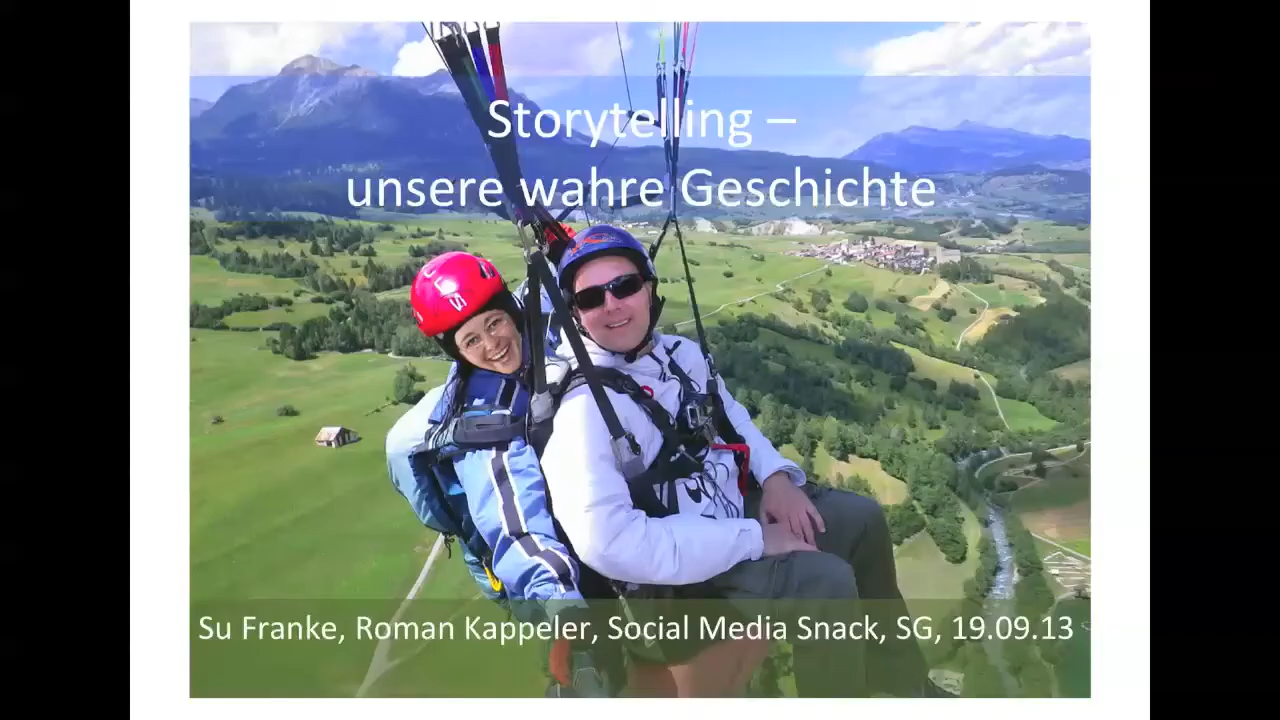 Storytelling –
unsere wahre Geschichte
Su Franke, Roman Kappeler, Social Media Snack, SG, 19.09.13